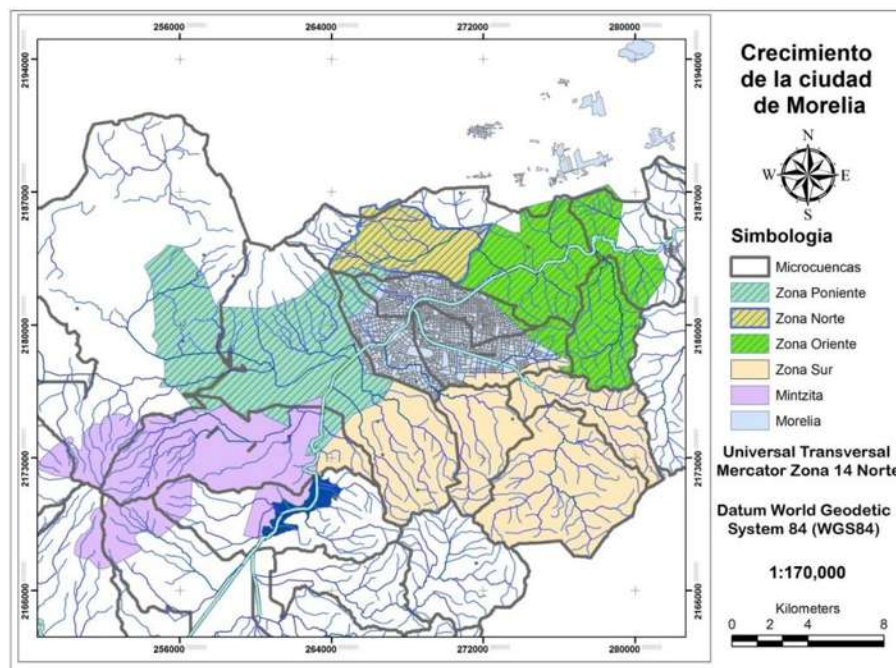 256000 264000 272000 280000
2194000 2194000
2187000 2187000
2180000 2180000
2173000 2173000
2166000 2166000
256000 264000 272000 280000
Crecimiento
de la ciudad
de Morelia
N
W E
S
Simbologia
Microcuencas
Zona Poniente
Zona Norte
Zona Oriente
Zona Sur
Mintzita
Morelia
Universal Transversal
Mercator Zona 14 Norte
Datum World Geodetic
System 84 (WGS84)
1:170,000
Kilometers
0 2 4 8